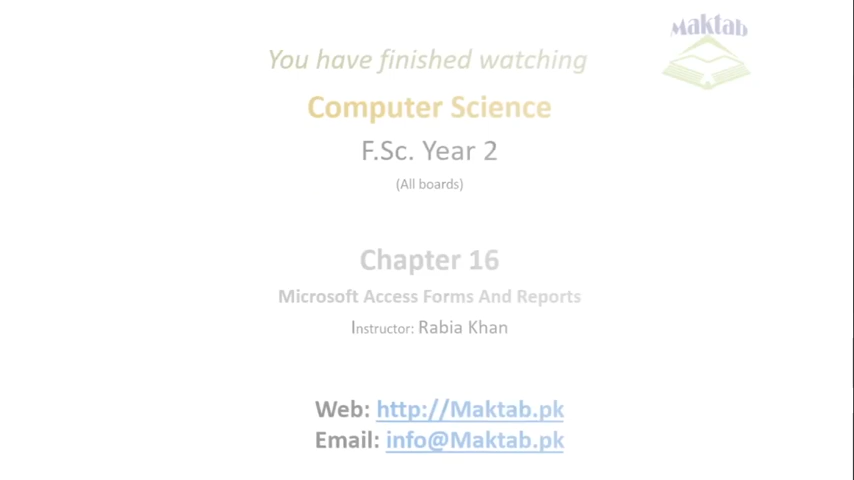 Maktab
You have finished watching
Computer Science
F.Sc. Year 2
(All boards)
Chapter 16
Microsoft Access Forms And Reports
Instructor: Rabia Khan
Web: http://Maktab.pk
Email: info@Maktab.pk